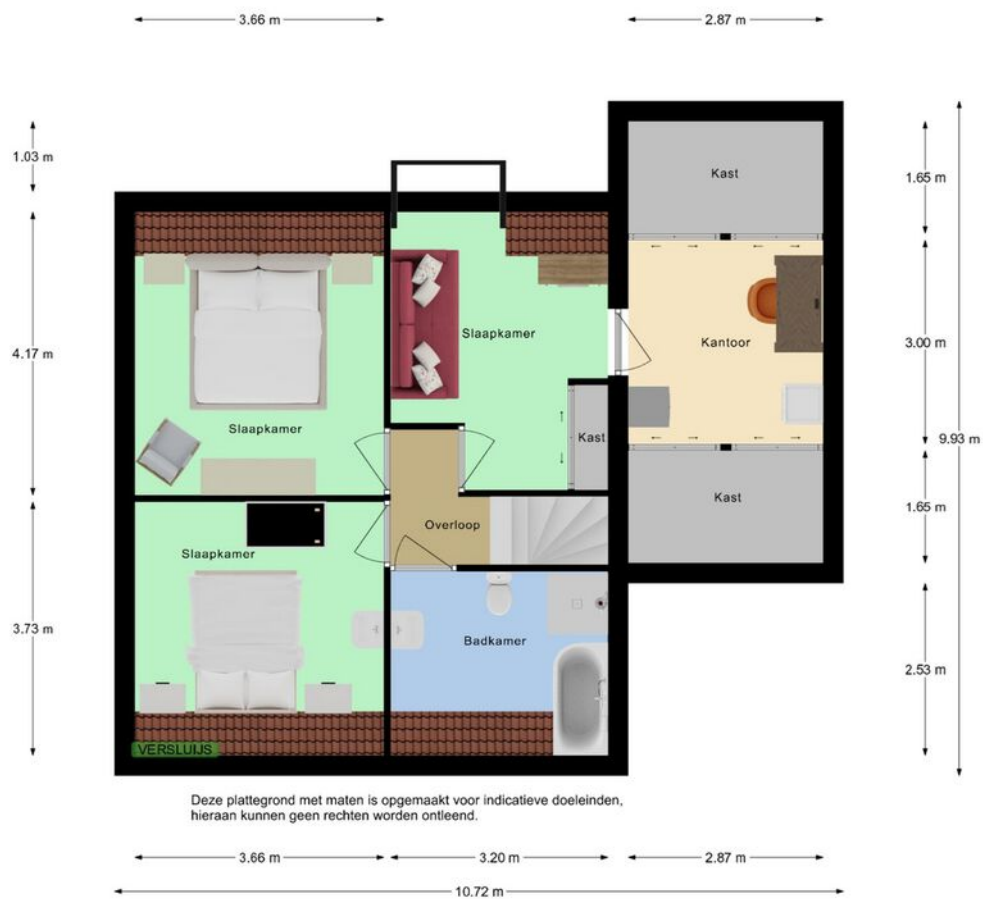 3.66 m
2.87 m
1.03 m
1.65 m
Kast
4.17 m
Slaapkamer
Kantoor
3.00 m
Slaapkamer
Kast
9.93 m
Kast
1.65 m
Overloop
Slaapkamer
3.73 m
Badkamer
2.53 m
VERSLUIJS
Deze plattegrond met maten is opgemaakt voor indicatieve doeleinden,
hieraan kunnen geen rechten worden ontleend.
3.66 m
3.20 m
2.87 m
10.72 m